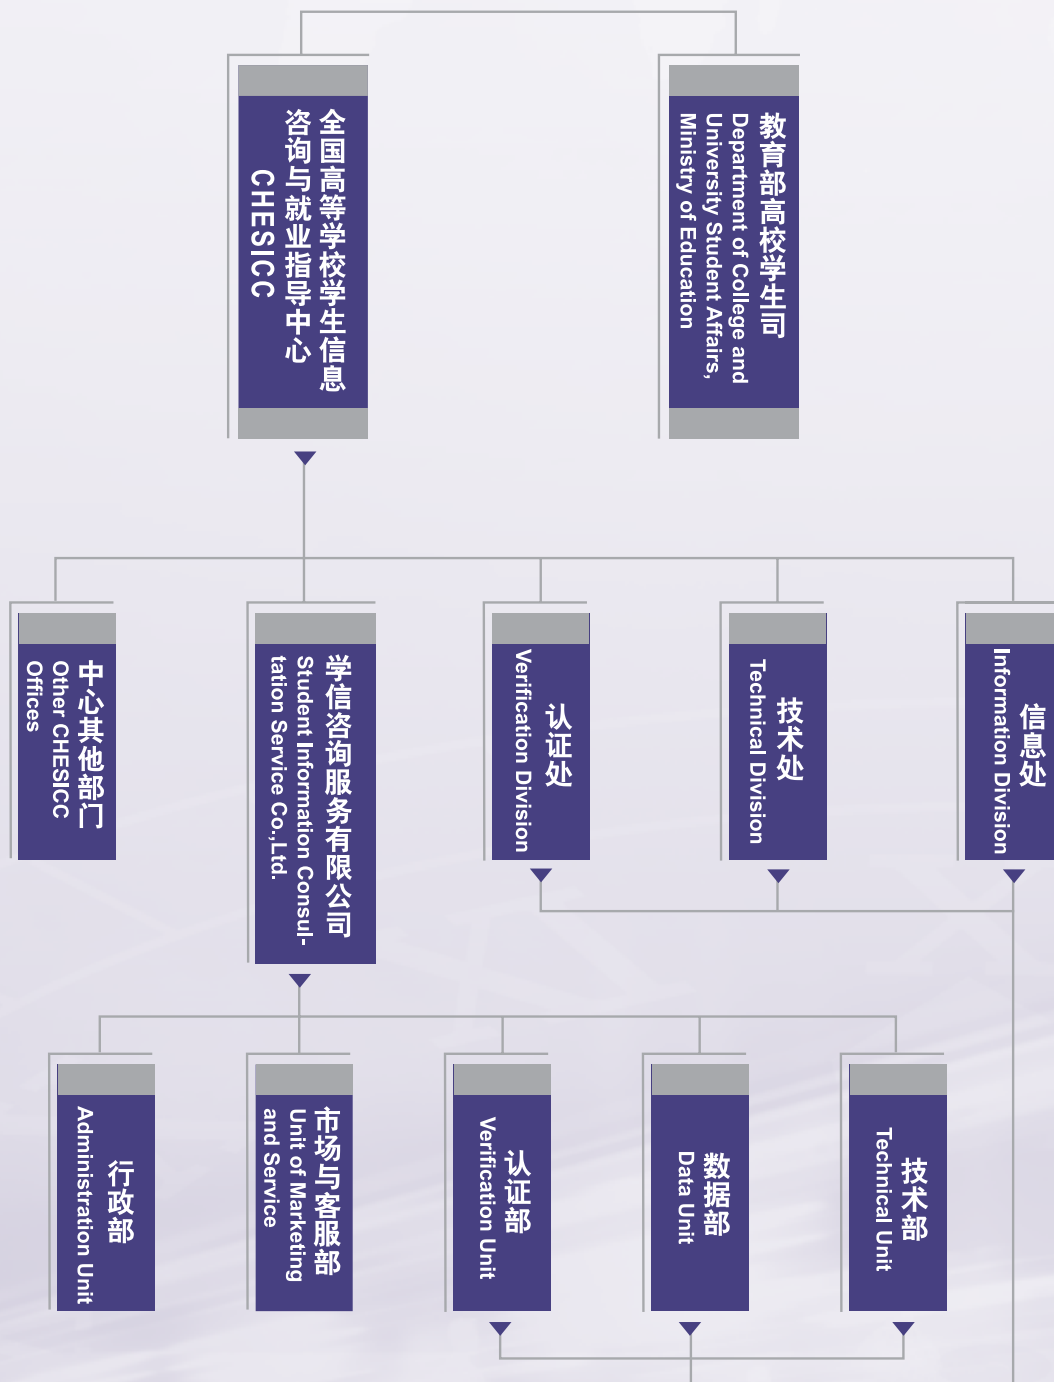 全国高等学校学生信息
咨询与就业指导中心
CHESICC
教育部高校学生司
Department of College and
University Student Affairs,
Ministry of Education
中心其他部门
Other CHESICC
Offices
学信咨询服务有限公司
Student Information Consul-
tation Service Co.,Ltd.
认证处
Verification Division
技术处
Technical Division
信息处
Information Division
行政部
Administration Unit
市场与客服部
Unit of Marketing
and Service
认证部
Verification Unit
数据部
Data Unit
技术部
Technical Unit